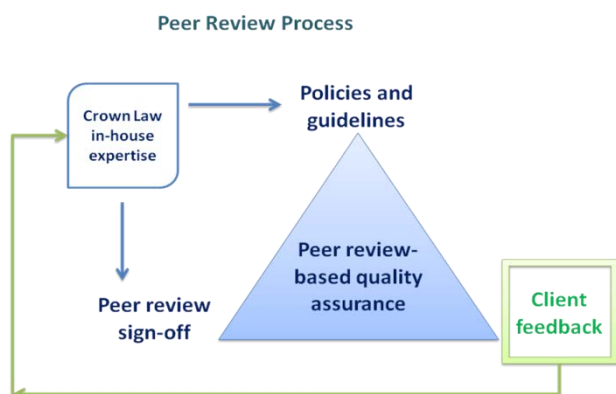 Peer Review Process
Crown Law
in-house
expertise
Policies and
guidelines
Peer review-
based quality
assurance
Peer review
sign-off
Client
feedback